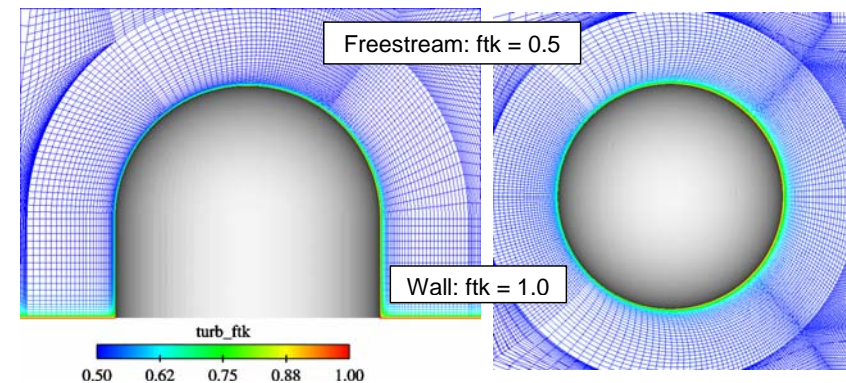 Freestream: ftk = 0.5
Wall: ftk = 1.0
turb_ftk
0.50 0.62 0.75 0.88 1.00